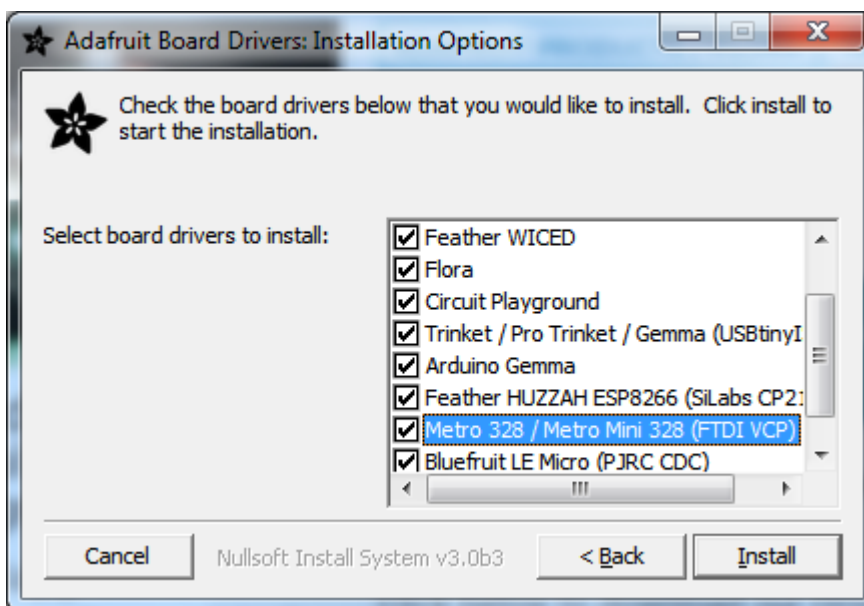 Adafruit Board Drivers: Installation Options
Check the board drivers below that you would like to install.  Click install to
start the installation.
Select board drivers to install:
Feather WICED
Flora
Circuit Playground
Trinket / Pro Trinket / Gemma (USBtinyI
Arduino Gemma
Feather HUZZAH ESP8266 (SiLabs CP21
Metro 328 / Metro Mini 328 (FTDI VCP)
Bluefruit LE Micro (PJRC CDC)
Cancel
Nullsoft Install System v3.0b3
< Back
Install